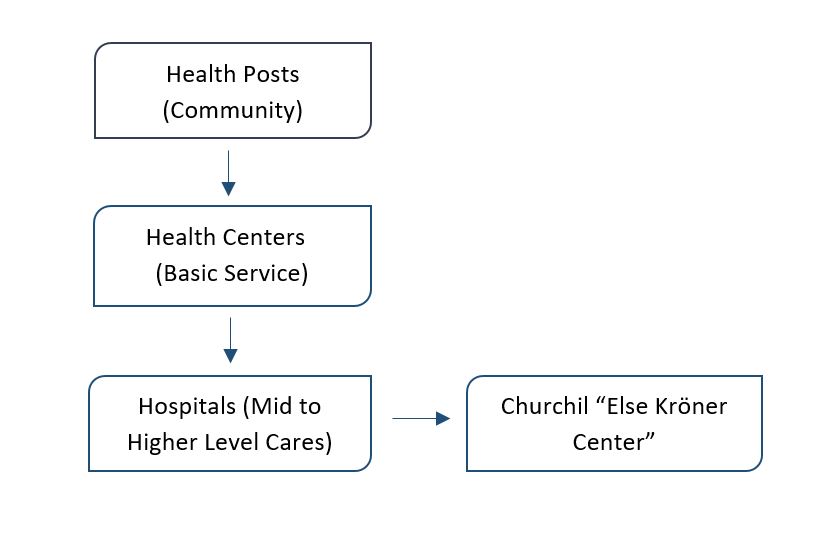 Health Posts
(Community)
Health Centers
(Basic Service)
Hospitals (Mid to
Higher Level Cares)
Churchil “Else Kröner
Center”